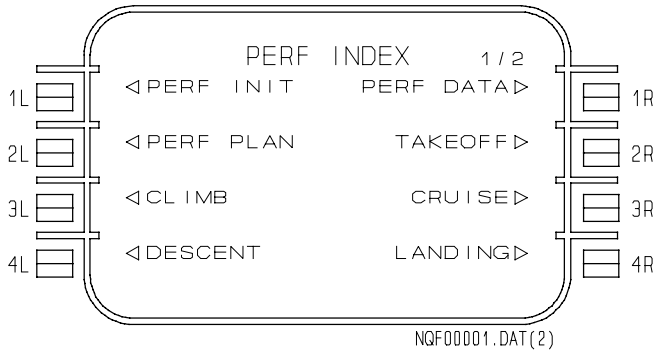 PERF INDEX 1/2
1L ◁PERF INIT PERF DATA▷ 1R
2L ◁PERF PLAN TAKEOFF▷ 2R
3L ◁CLIMB CRUISE▷ 3R
4L ◁DESCENT LANDING▷ 4R
NQF00001.DAT(2)